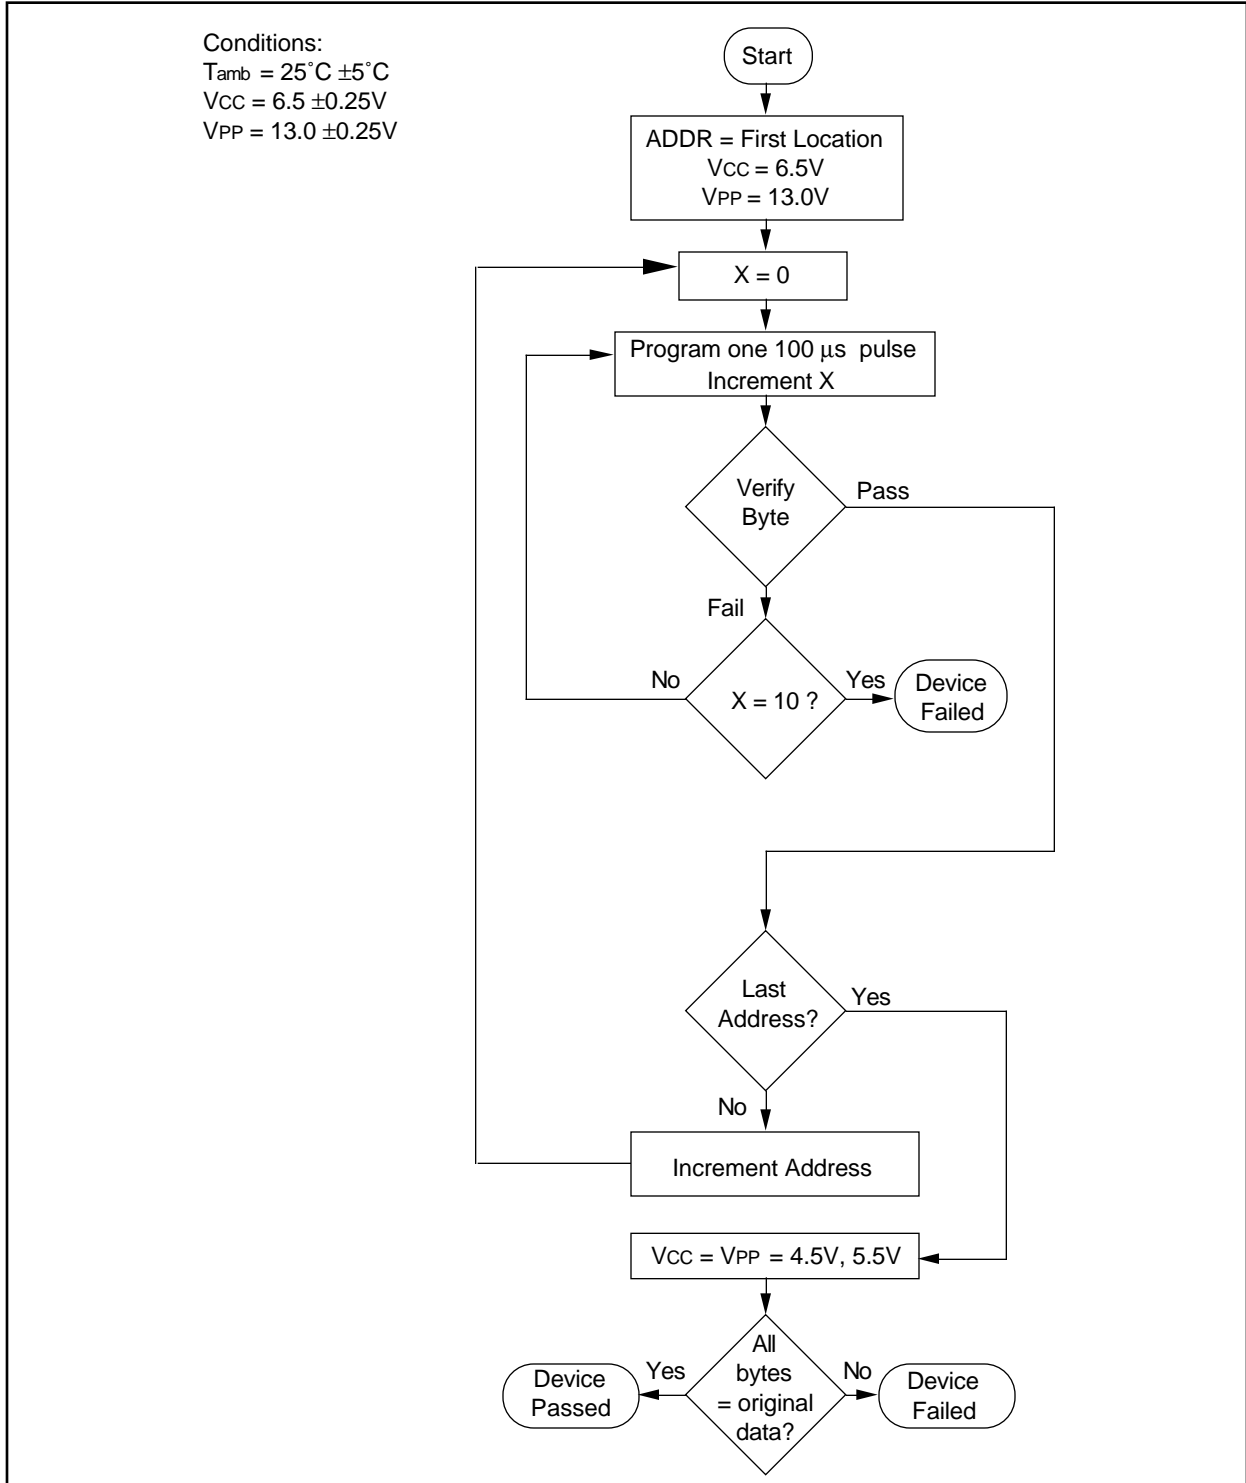 Conditions:
Tamb = 25˚C ±5˚C
VCC = 6.5 ±0.25V
VPP = 13.0 ±0.25V
Start
ADDR = First Location
VCC = 6.5V
VPP = 13.0V
X = 0
Program one 100 µs pulse
Increment X
Verify
Byte
Pass
Fail
No
X = 10 ?
Yes
Device
Failed
Last
Address?
Yes
No
Increment Address
VCC = VPP = 4.5V, 5.5V
All
bytes
= original
data?
Yes
Device
Passed
No
Device
Failed